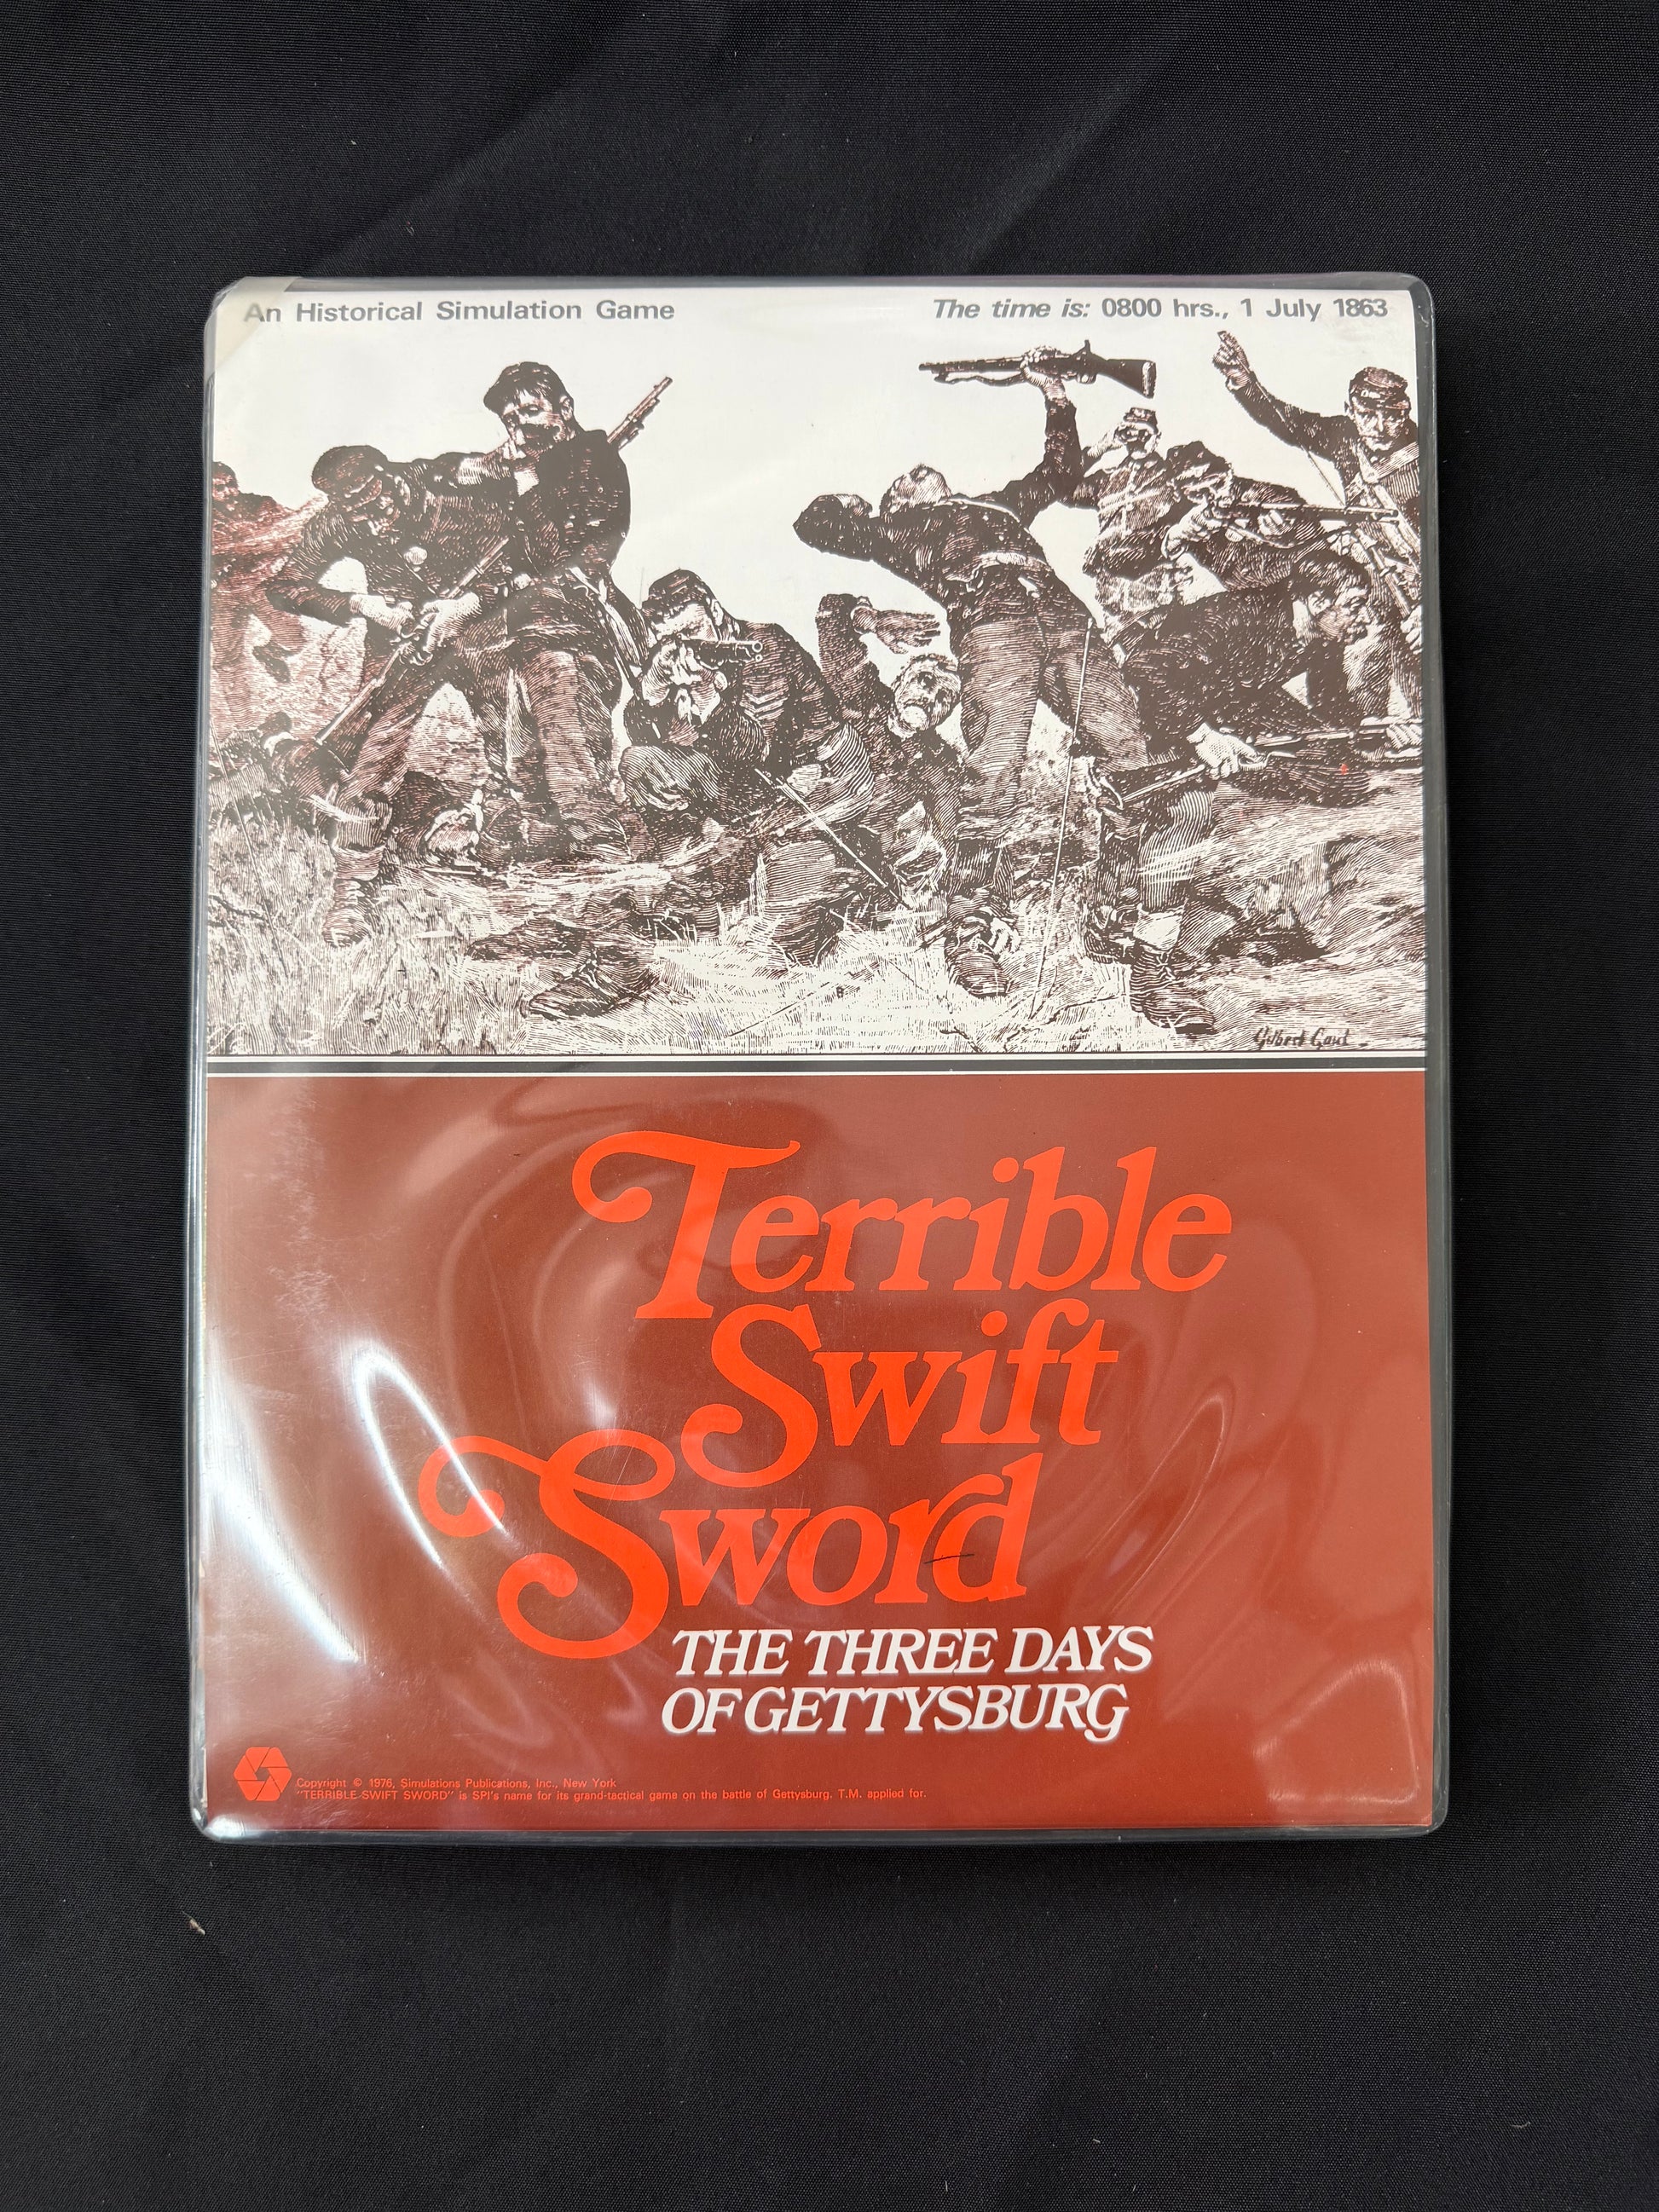 An Historical Simulation Game
The time is: 0800 hrs., 1 July 1863
Gilbert Gaul
Terrible
Swift
Sword
THE THREE DAYS
OF GETTYSBURG
Copyright © 1976, Simulations Publications, Inc., New York
"TERRIBLE SWIFT SWORD" is SPI's name for its grand-tactical game on the battle of Gettysburg. T.M. applied for.